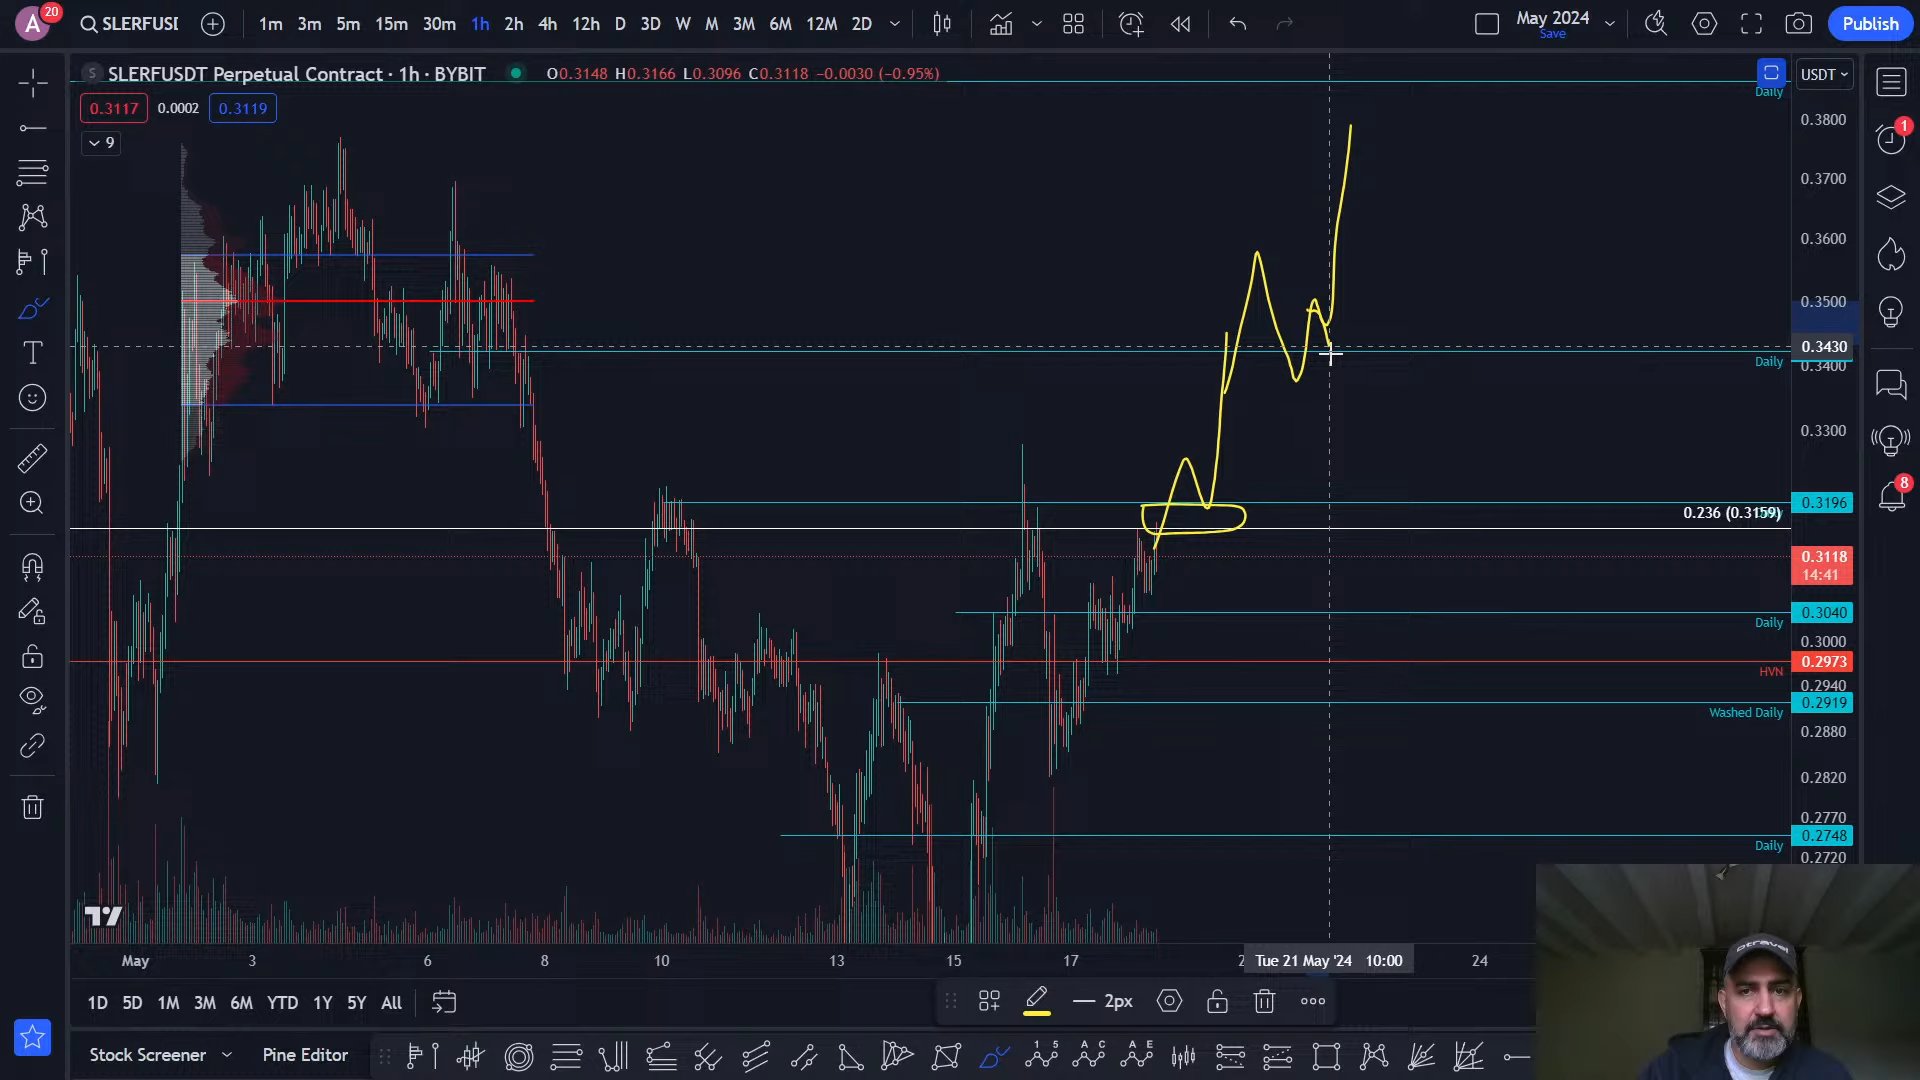 A 20 SLERFUSI 1m 3m 5m 15m 30m 1h 2h 4h 12h D 3D W M 3M 6M 12M 2D May 2024 Publish
Save
S SLERFUSDT Perpetual Contract · 1h · BYBIT O0.3148 H0.3166 L0.3096 C0.3118 −0.0030 (−0.95%) USDT
Daily
0.3117 0.0002 0.3119
0.3800
1
9
0.3700
0.3600
0.3500
0.3430
Daily
0.3400
0.3300
8
0.3196
0.236 (0.3159)
0.3118
14:41
0.3040
Daily
0.3000
0.2973
HVN
0.2940
0.2919
Washed Daily
0.2880
0.2820
0.2770
0.2748
Daily
0.2720
May 3 6 8 10 13 15 17 Tue 21 May '24 10:00 24
1D 5D 1M 3M 6M YTD 1Y 5Y All 2px
Stock Screener Pine Editor
1 5 A C A E